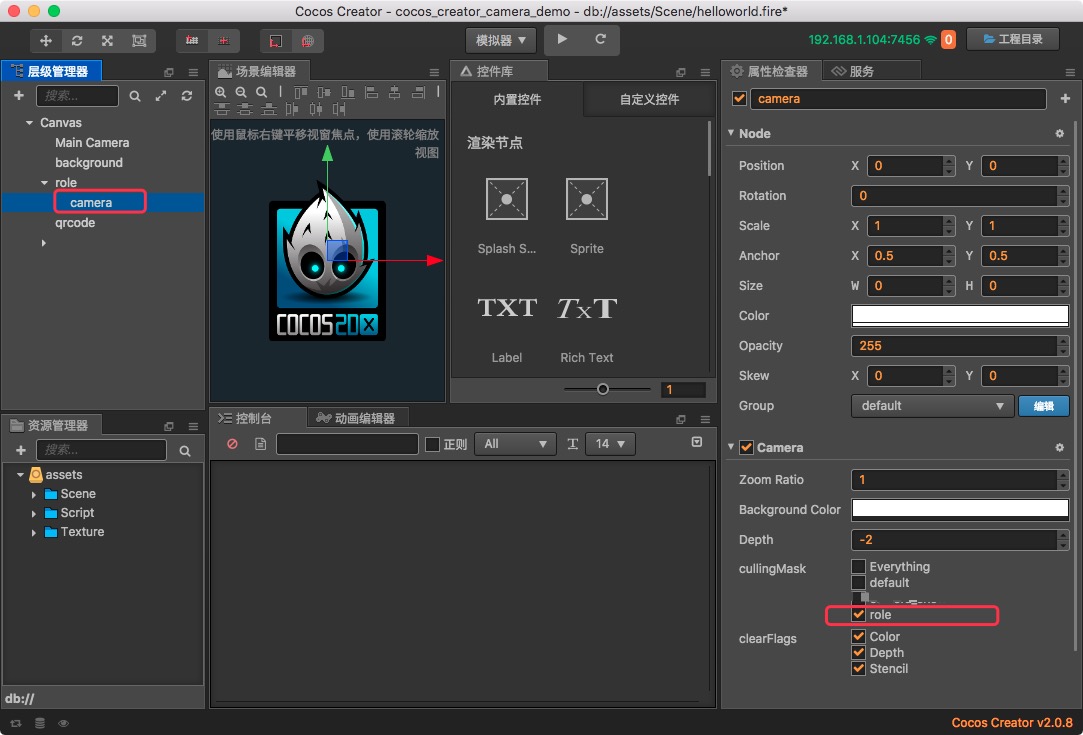 Cocos Creator - cocos_creator_camera_demo - db://assets/Scene/helloworld.fire*
模拟器
192.168.1.104:7456
0
工程目录
层级管理器
搜索...
Canvas
Main Camera
background
role
camera
qrcode
场景编辑器
使用鼠标右键平移视窗焦点，使用滚轮缩放
视图
COCOS2DX
控件库
内置控件
自定义控件
渲染节点
Splash S...
Sprite
TXT
TxT
Label
Rich Text
1
资源管理器
搜索...
assets
Scene
Script
Texture
db://
控制台
动画编辑器
正则
All
14
属性检查器
服务
camera
Node
Position X 0 Y 0
Rotation 0
Scale X 1 Y 1
Anchor X 0.5 Y 0.5
Size W 0 H 0
Color
Opacity 255
Skew X 0 Y 0
Group default 编辑
Camera
Zoom Ratio 1
Background Color
Depth -2
cullingMask Everything
default
role
clearFlags Color
Depth
Stencil
Cocos Creator v2.0.8